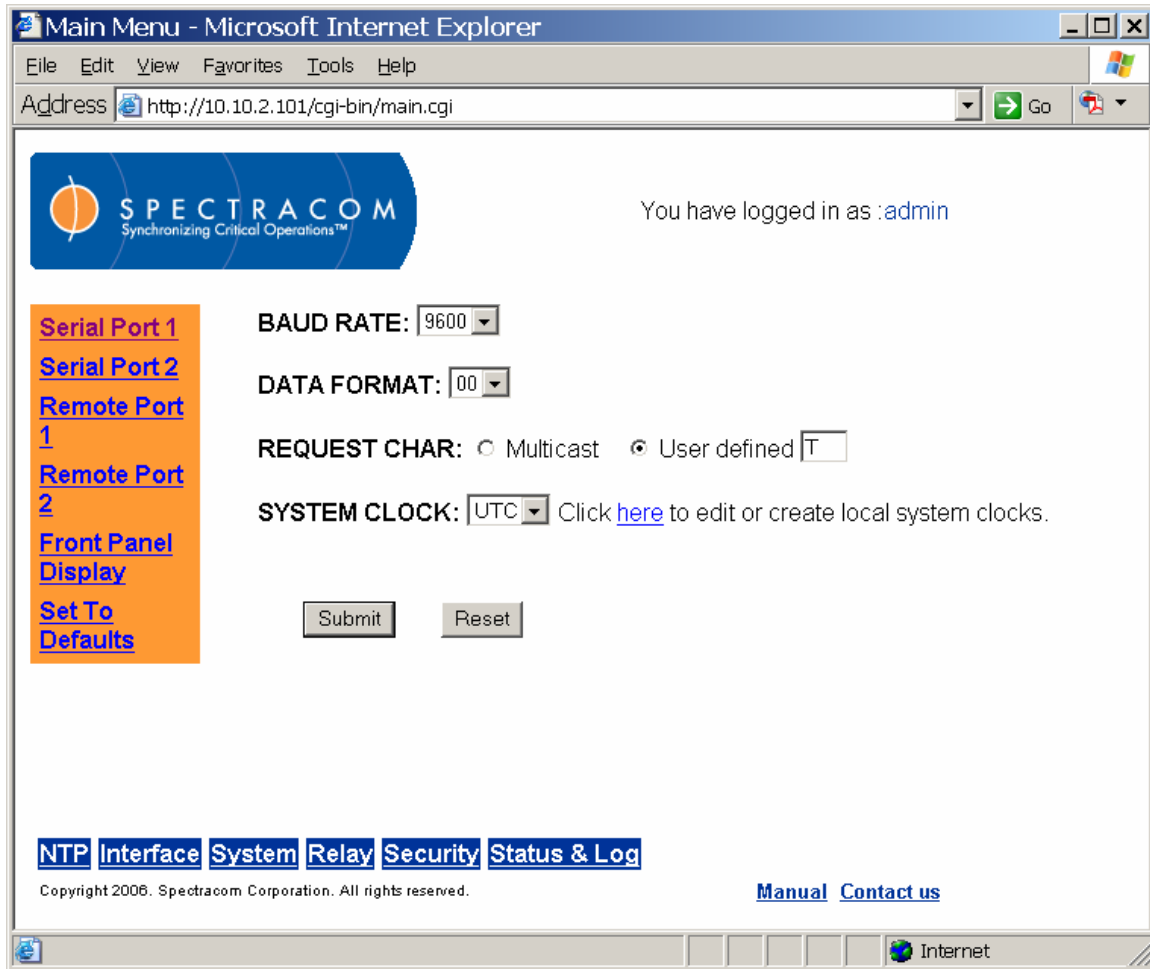 Main Menu - Microsoft Internet Explorer
File Edit View Favorites Tools Help
Address http://10.10.2.101/cgi-bin/main.cgi Go
SPECTRACOM
Synchronizing Critical Operations™
You have logged in as :admin
Serial Port 1
Serial Port 2
Remote Port
1
Remote Port
2
Front Panel
Display
Set To
Defaults
BAUD RATE: 9600
DATA FORMAT: 00
REQUEST CHAR: Multicast User defined T
SYSTEM CLOCK: UTC Click here to edit or create local system clocks.
Submit Reset
NTP Interface System Relay Security Status & Log
Copyright 2006. Spectracom Corporation. All rights reserved.
Manual Contact us
Internet